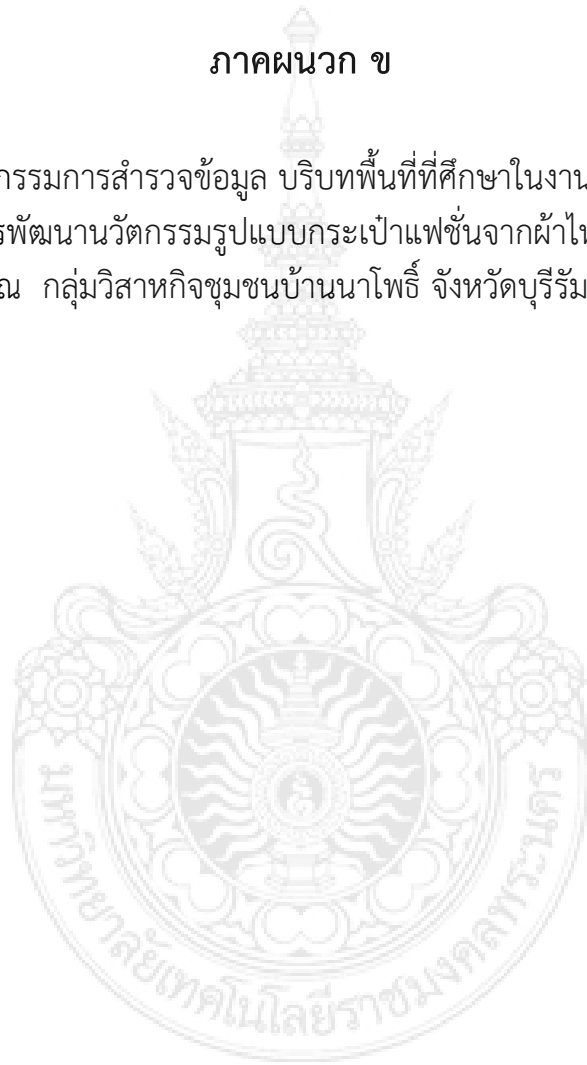 ภาคผนวก ข
กรรมการสำรวจข้อมูล บริบทพื้นที่ที่ศึกษาในงาน
รพัฒนานวัตกรรมรูปแบบกระเป๋าแฟชั่นจากผ้าไห
ณ กลุ่มวิสาหกิจชุมชนบ้านนาโพธิ์ จังหวัดบุรีรัม
มหาวิทยาลัยเทคโนโลยีราชมงคลพระนคร